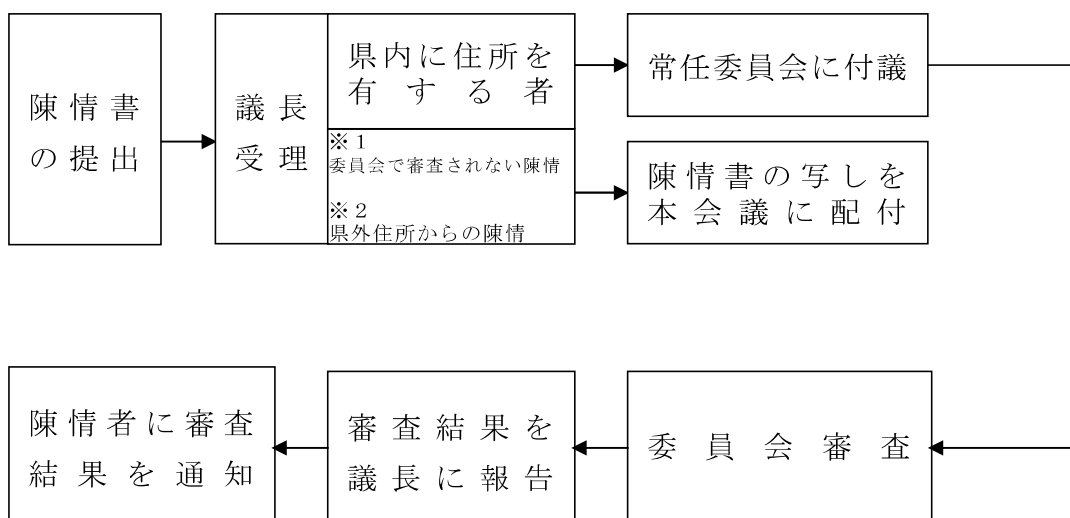 陳情書
の提出
議長
受理
県内に住所を
有する者
※1
委員会で審査されない陳情
※2
県外住所からの陳情
常任委員会に付議
陳情書の写しを
本会議に配付
陳情者に審査
結果を通知
審査結果を
議長に報告
委員会審査